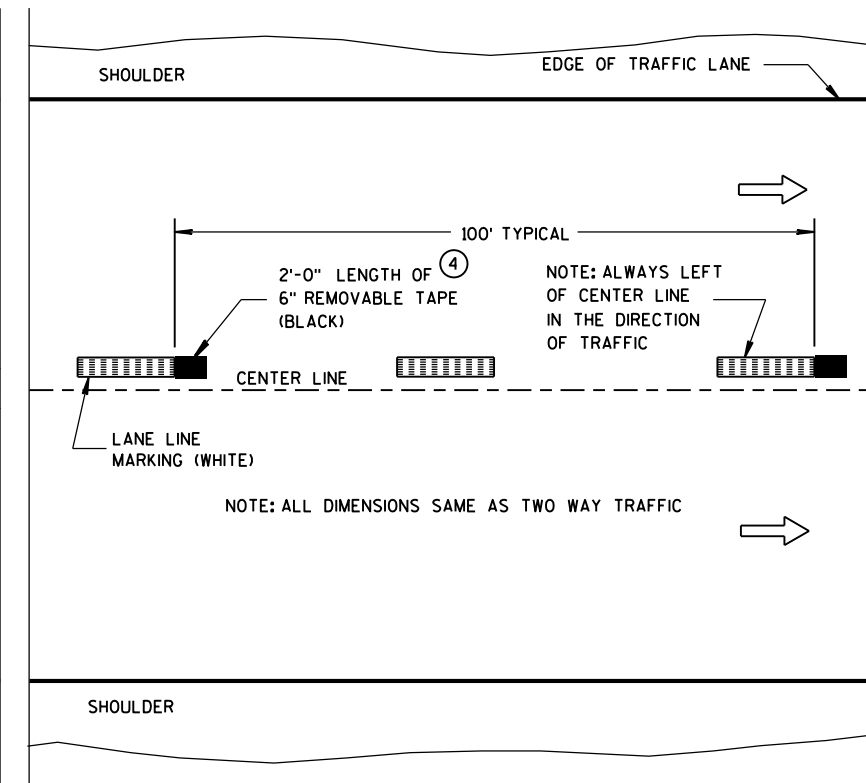 SHOULDER
EDGE OF TRAFFIC LANE
100' TYPICAL
2'-0" LENGTH OF 4
6" REMOVABLE TAPE
(BLACK)
NOTE: ALWAYS LEFT
OF CENTER LINE
IN THE DIRECTION
OF TRAFFIC
CENTER LINE
LANE LINE
MARKING (WHITE)
NOTE: ALL DIMENSIONS SAME AS TWO WAY TRAFFIC
SHOULDER